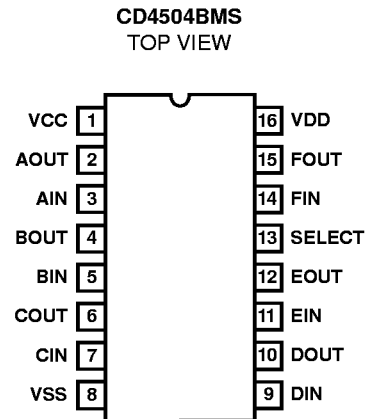 CD4504BMS
TOP VIEW
VCC 1 16 VDD
AOUT 2 15 FOUT
AIN 3 14 FIN
BOUT 4 13 SELECT
BIN 5 12 EOUT
COUT 6 11 EIN
CIN 7 10 DOUT
VSS 8 9 DIN